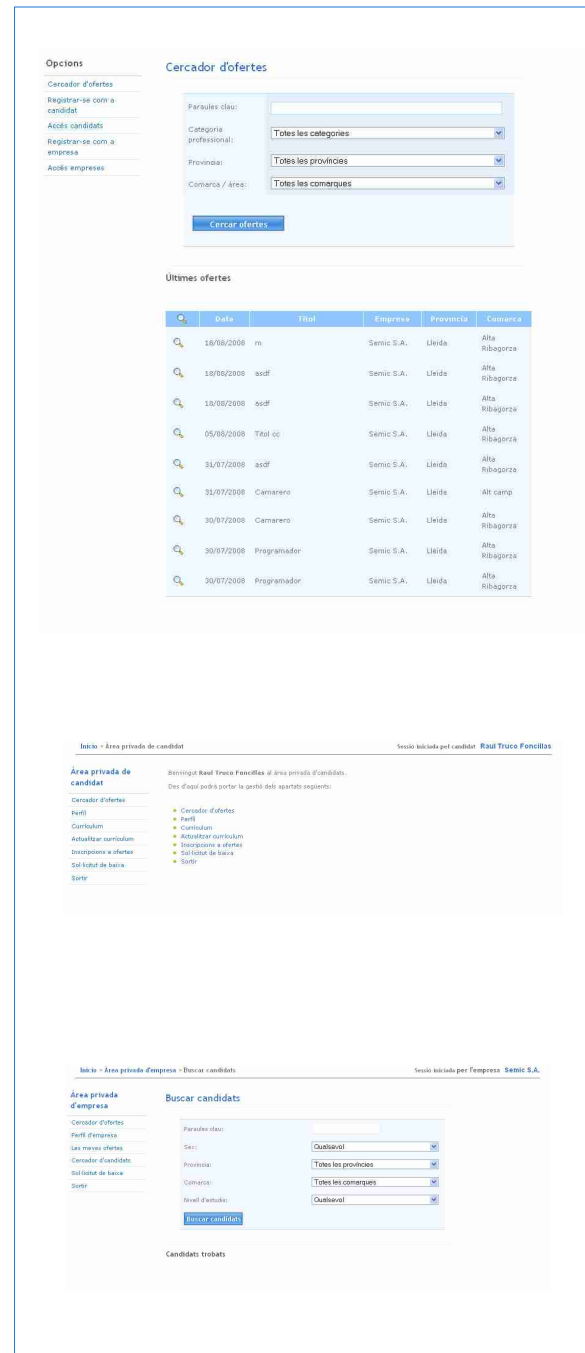 Opcions
Cercador d'ofertes
Registrar-se com a
candidat
Accés candidats
Registrar-se com a
empresa
Accés empreses
Cercador d'ofertes
Paraules clau:
Categoria
professional: Totes les categories
Província: Totes les províncies
Comarca / área: Totes les comarques
Cercar ofertes
Últimes ofertes
Data Títol Empresa Provincia Comarca
18/08/2008 m Semic S.A. Lleida Alta
Ribagorza
18/08/2008 asdf Semic S.A. Lleida Alta
Ribagorza
18/08/2008 asdf Semic S.A. Lleida Alta
Ribagorza
05/08/2008 Titol cc Semic S.A. Lleida Alta
Ribagorza
31/07/2008 asdf Semic S.A. Lleida Alta
Ribagorza
31/07/2008 Camarero Semic S.A. Lleida Alt camp
30/07/2008 Camarero Semic S.A. Lleida Alta
Ribagorza
30/07/2008 Programador Semic S.A. Lleida Alta
Ribagorza
30/07/2008 Programador Semic S.A. Lleida Alta
Ribagorza
Inicio » Àrea privada de candidat Sessió iniciada pel candidat Raul Truco Foncillas
Àrea privada de
candidat
Cercador d'ofertes
Perfil
Currículum
Actualitzar currículum
Inscripcions a ofertes
Sol·licitut de baixa
Sortir
Benvingut Raul Truco Foncillas al àrea privada d'candidats.
Des d'aquí podrà portar la gestió dels apartats següents:
Cercador d'ofertes
Perfil
Currículum
Actualitzar currículum
Inscripcions a ofertes
Sol·licitut de baixa
Sortir
Inicio » Àrea privada d'empresa » Buscar candidats Sessió iniciada per l'empresa Semic S.A.
Àrea privada
d'empresa
Cercador d'ofertes
Perfil d'empresa
Les meves ofertes
Cercador d'candidats
Sol·licitut de baixa
Sortir
Buscar candidats
Paraules clau:
Sex: Qualsevol
Província: Totes les províncies
Comarca: Totes les comarques
Nivell d'estudis: Qualsevol
Buscar candidats
Candidats trobats